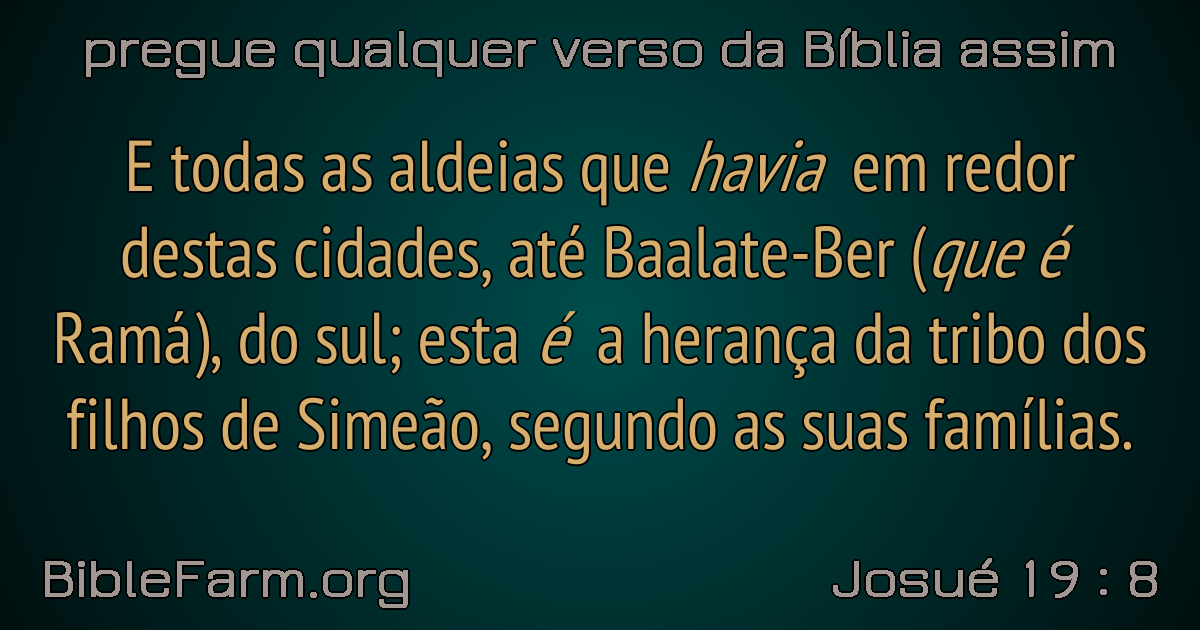 pregue qualquer verso da Bíblia assim
E todas as aldeias que havia em redor
destas cidades, até Baalate-Ber (que é
Ramá), do sul; esta é a herança da tribo dos
filhos de Simeão, segundo as suas famílias.
BibleFarm.org
Josué 19 : 8